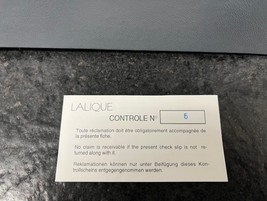 LALIQUE
CONTROLE N° 6
Toute réclamation doit être obligatoirement accompagnée de
la présente fiche.
No claim is receivable if the present check slip is not re-
turned along with it.
Reklamationen können nur unter Beifügung dieses Kon-
trollscheins entgegengenommen werden.